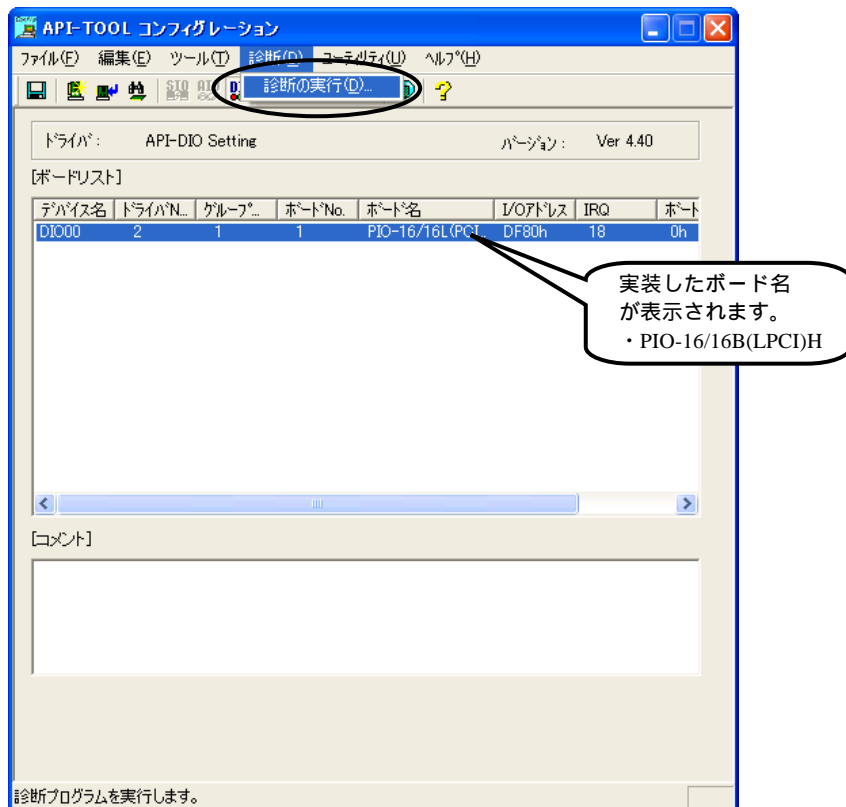 API-TOOL コンフィグレーション
ファイル(F) 編集(E) ツール(T) 診断(D) ユーティリティ(U) ヘルプ(H)
診断の実行(D)...
ドライバ: API-DIO Setting バージョン: Ver 4.40
[ボードリスト]
デバイス名 ドライバN... グループ... ボードNo. ボード名 I/Oアドレス IRQ ボート
DIO00 2 1 1 PIO-16/16L(PCI... DF80h 18 0h
実装したボード名
が表示されます。
・PIO-16/16B(LPCI)H
[コメント]
診断プログラムを実行します。